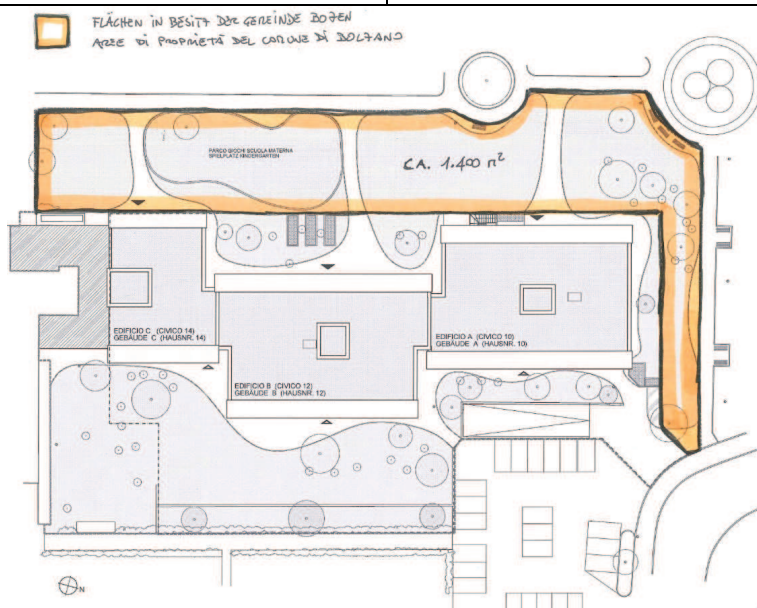 FLÄCHEN IN BESITZ DER GEMEINDE BOZEN
AREE DI PROPRIETÀ DEL COMUNE DI BOLZANO
PARCO GIOCHI SCUOLA MATERNA
SPIELPLATZ KINDERGARTEN
CA. 1.400 m²
EDIFICIO C (CIVICO 14)
GEBÄUDE C (HAUSNR. 14)
EDIFICIO A (CIVICO 10)
GEBÄUDE A (HAUSNR. 10)
EDIFICIO B (CIVICO 12)
GEBÄUDE B (HAUSNR. 12)
N